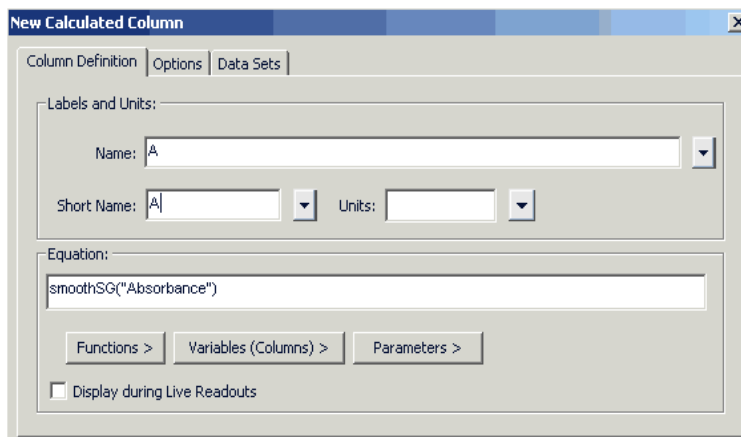 New Calculated Column
Column Definition Options Data Sets
Labels and Units:
Name: A
Short Name: A Units:
Equation:
smoothSG("Absorbance")
Functions > Variables (Columns) > Parameters >
Display during Live Readouts